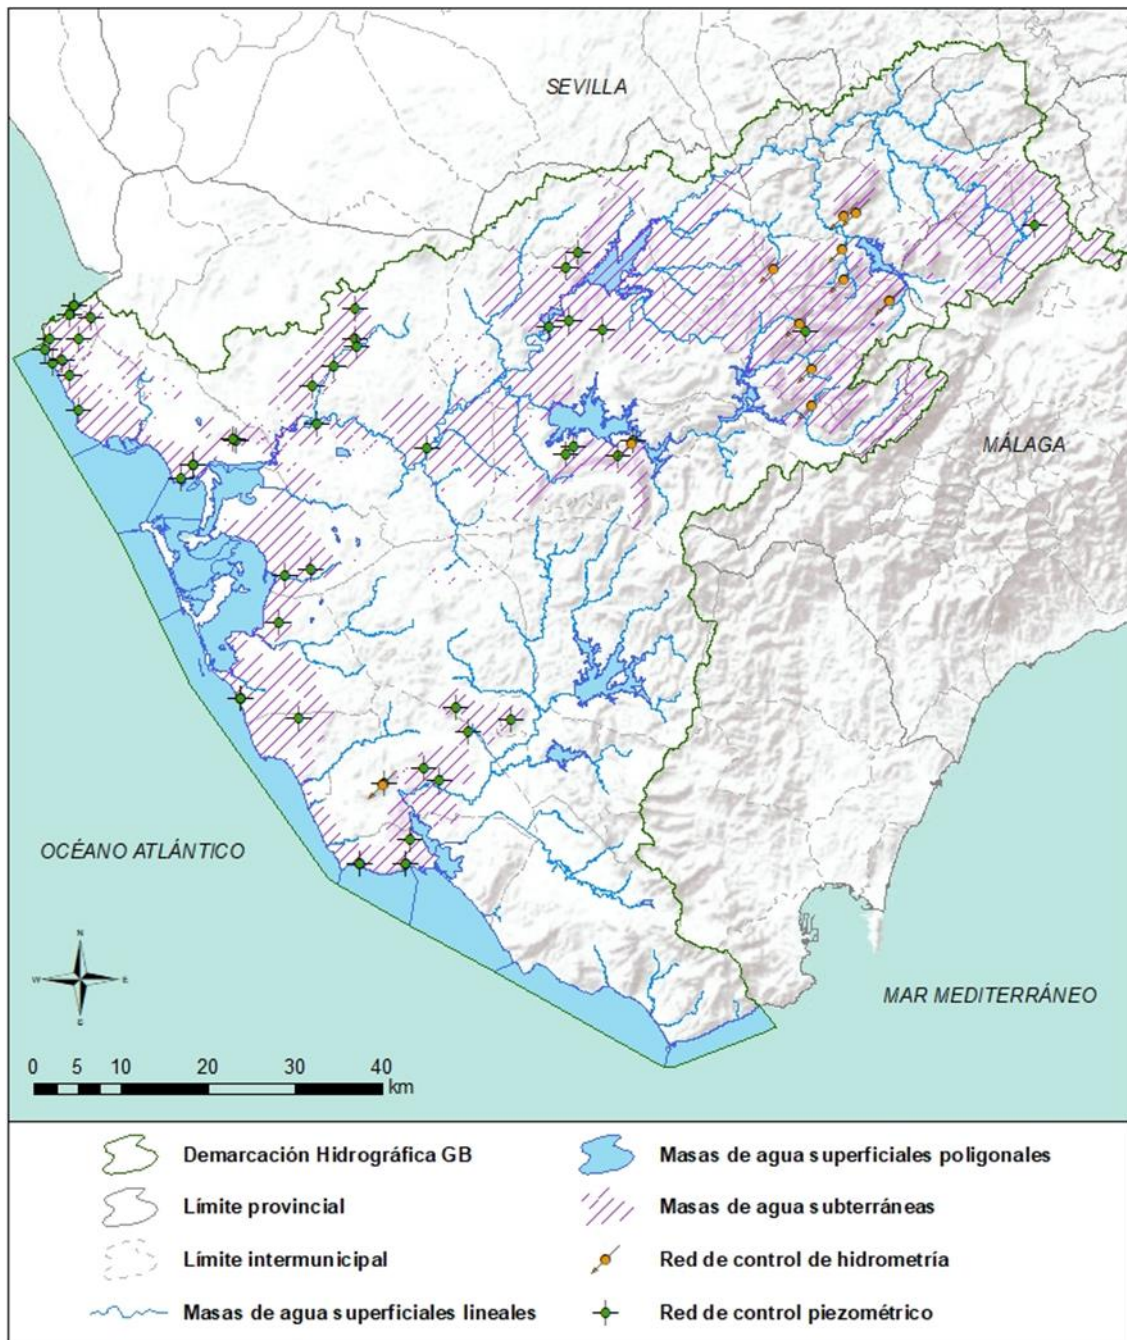 SEVILLA
MÁLAGA
OCÉANO ATLÁNTICO
MAR MEDITERRÁNEO
N
W E
S
0 5 10 20 30 40
km
Demarcación Hidrográfica GB
Masas de agua superficiales poligonales
Límite provincial
Masas de agua subterráneas
Límite intermunicipal
Red de control de hidrometría
Masas de agua superficiales lineales
Red de control piezométrico